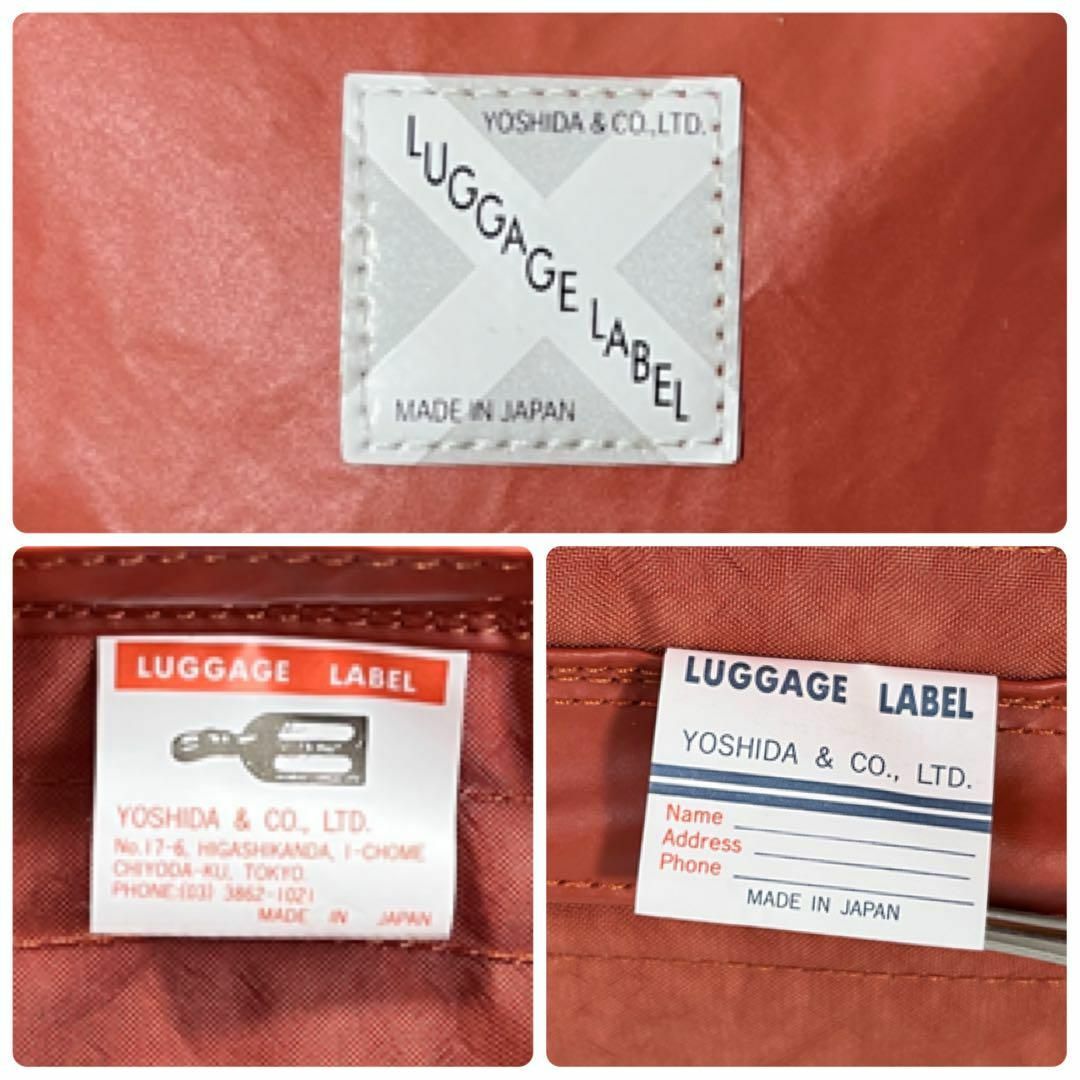 YOSHIDA & CO.,LTD.
LUGGAGE LABEL
MADE IN JAPAN
LUGGAGE LABEL
YOSHIDA & CO., LTD.
No.17-6, HIGASHIKANDA, 1-CHOME
CHIYODA-KU, TOKYO
PHONE:(03) 3862-1021
MADE IN JAPAN
LUGGAGE LABEL
YOSHIDA & CO., LTD.
Name
Address
Phone
MADE IN JAPAN